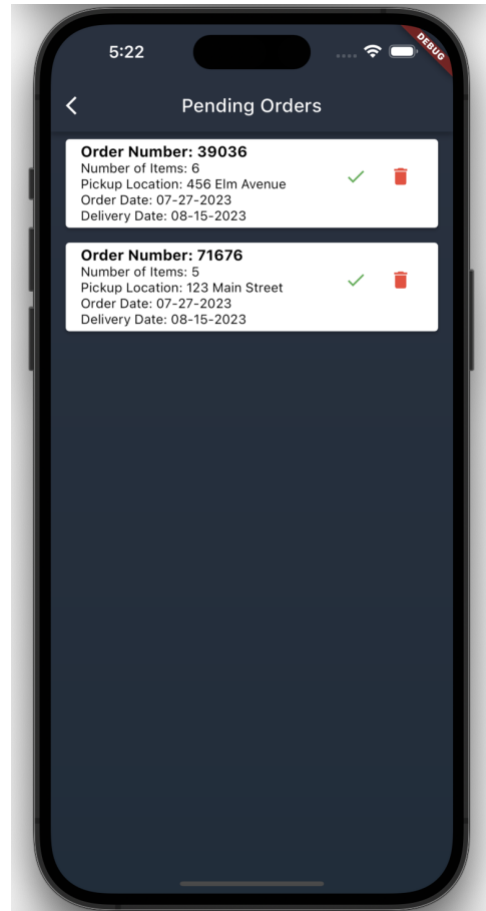 5:22
DEBUG
Pending Orders
Order Number: 39036
Number of Items: 6
Pickup Location: 456 Elm Avenue
Order Date: 07-27-2023
Delivery Date: 08-15-2023
Order Number: 71676
Number of Items: 5
Pickup Location: 123 Main Street
Order Date: 07-27-2023
Delivery Date: 08-15-2023